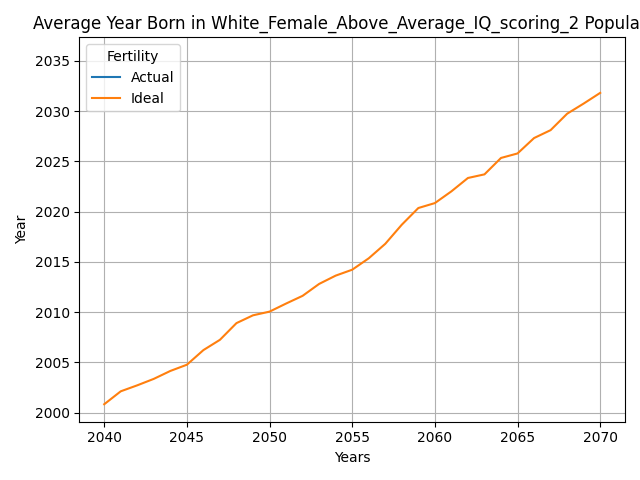 Average Year Born in White_Female_Above_Average_IQ_scoring_2 Popula
Fertility
Actual
Ideal
Year
2035
2030
2025
2020
2015
2010
2005
2000
2040 2045 2050 2055 2060 2065 2070
Years